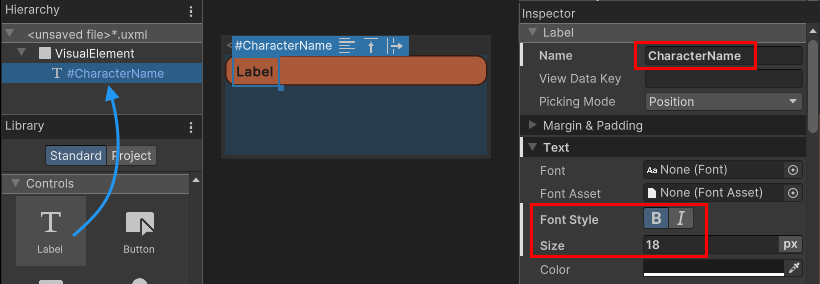 Hierarchy
<unsaved file>*.uxml
VisualElement
#CharacterName
Library
Standard Project
Controls
Label
Button
<
#CharacterName
Label
Inspector
Label
Name CharacterName
View Data Key
Picking Mode Position
Margin & Padding
Text
Font Aa None (Font)
Font Asset None (Font Asset)
Font Style B I
Size 18 px
Color